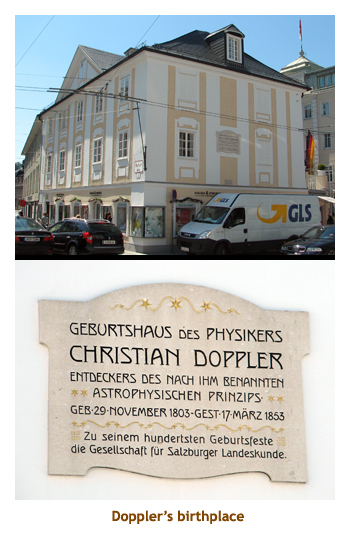 GLS
GEBURTSHAUS DES PHYSIKERS
CHRISTIAN DOPPLER
ENTDECKERS DES NACH IHM BENANNTEN
ASTROPHYSISCHEN PRINZIPS·
GEB·29·NOVEMBER 1803·GEST·17·MÄRZ 1853
Zu seinem hundertsten Geburtsfeste
die Gesellschaft für Salzburger Landeskunde.
Doppler's birthplace